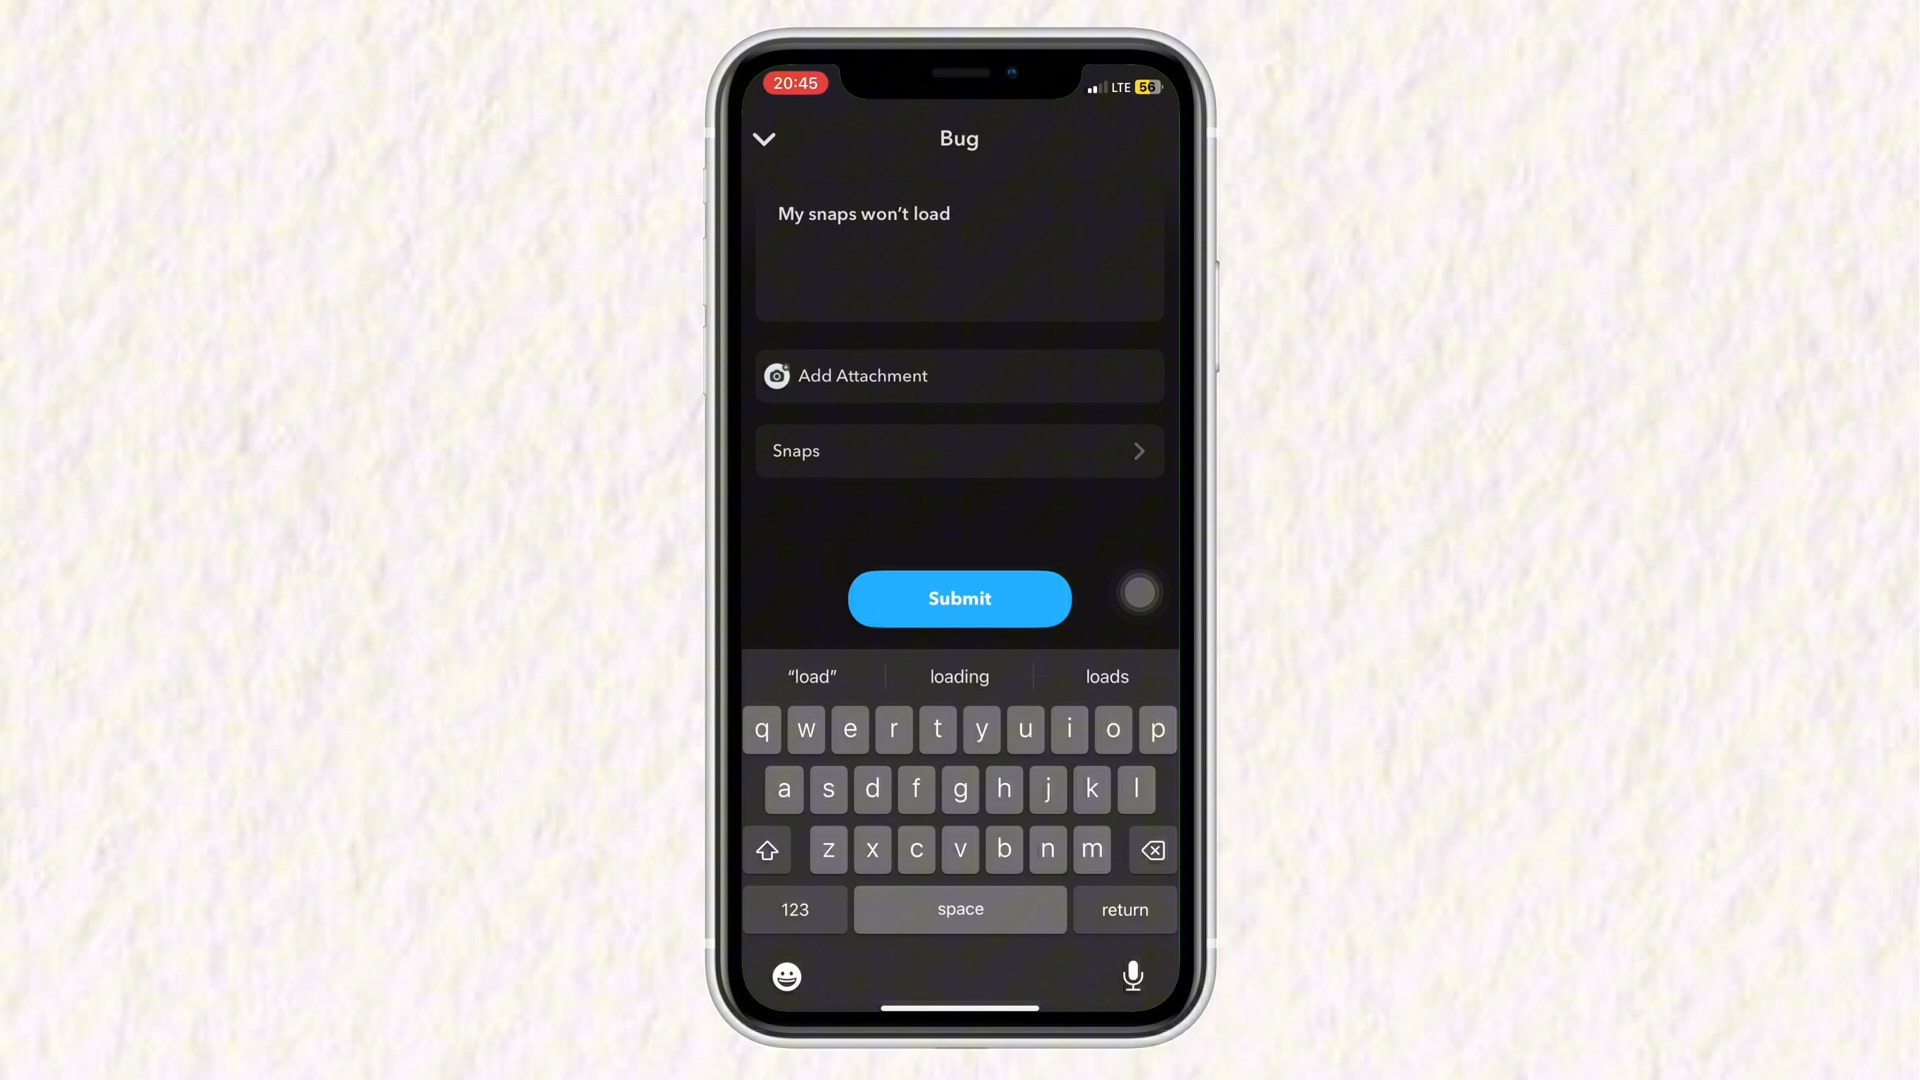 20:45
LTE 56
Bug
My snaps won’t load
Add Attachment
Snaps
Submit
“load” loading loads
q w e r t y u i o p
a s d f g h j k l
z x c v b n m
123 space return